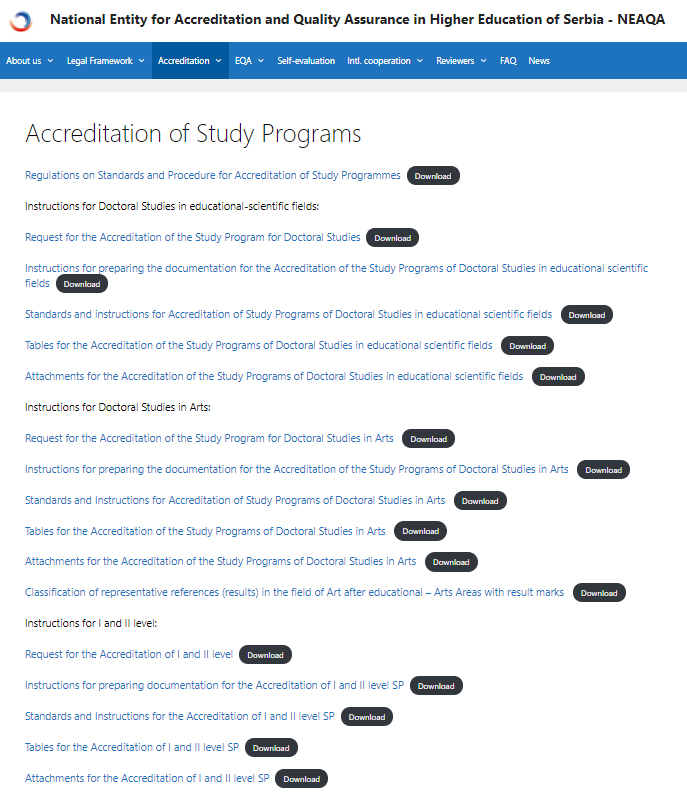 National Entity for Accreditation and Quality Assurance in Higher Education of Serbia - NEAQA
About us Legal Framework Accreditation EQA Self-evaluation Intl. cooperation Reviewers FAQ News
Accreditation of Study Programs
Regulations on Standards and Procedure for Accreditation of Study Programmes Download
Instructions for Doctoral Studies in educational-scientific fields:
Request for the Accreditation of the Study Program for Doctoral Studies Download
Instructions for preparing the documentation for the Accreditation of the Study Programs of Doctoral Studies in educational scientific
fields Download
Standards and instructions for Accreditation of Study Programs of Doctoral Studies in educational scientific fields Download
Tables for the Accreditation of the Study Programs of Doctoral Studies in educational scientific fields Download
Attachments for the Accreditation of the Study Programs of Doctoral Studies in educational scientific fields Download
Instructions for Doctoral Studies in Arts:
Request for the Accreditation of the Study Program for Doctoral Studies in Arts Download
Instructions for preparing the documentation for the Accreditation of the Study Programs of Doctoral Studies in Arts Download
Standards and Instructions for Accreditation of Study Programs of Doctoral Studies in Arts Download
Tables for the Accreditation of the Study Programs of Doctoral Studies in Arts Download
Attachments for the Accreditation of the Study Programs of Doctoral Studies in Arts Download
Classification of representative references (results) in the field of Art after educational – Arts Areas with result marks Download
Instructions for I and II level:
Request for the Accreditation of I and II level Download
Instructions for preparing documentation for the Accreditation of I and II level SP Download
Standards and Instructions for the Accreditation of I and II level SP Download
Tables for the Accreditation of I and II level SP Download
Attachments for the Accreditation of I and II level SP Download